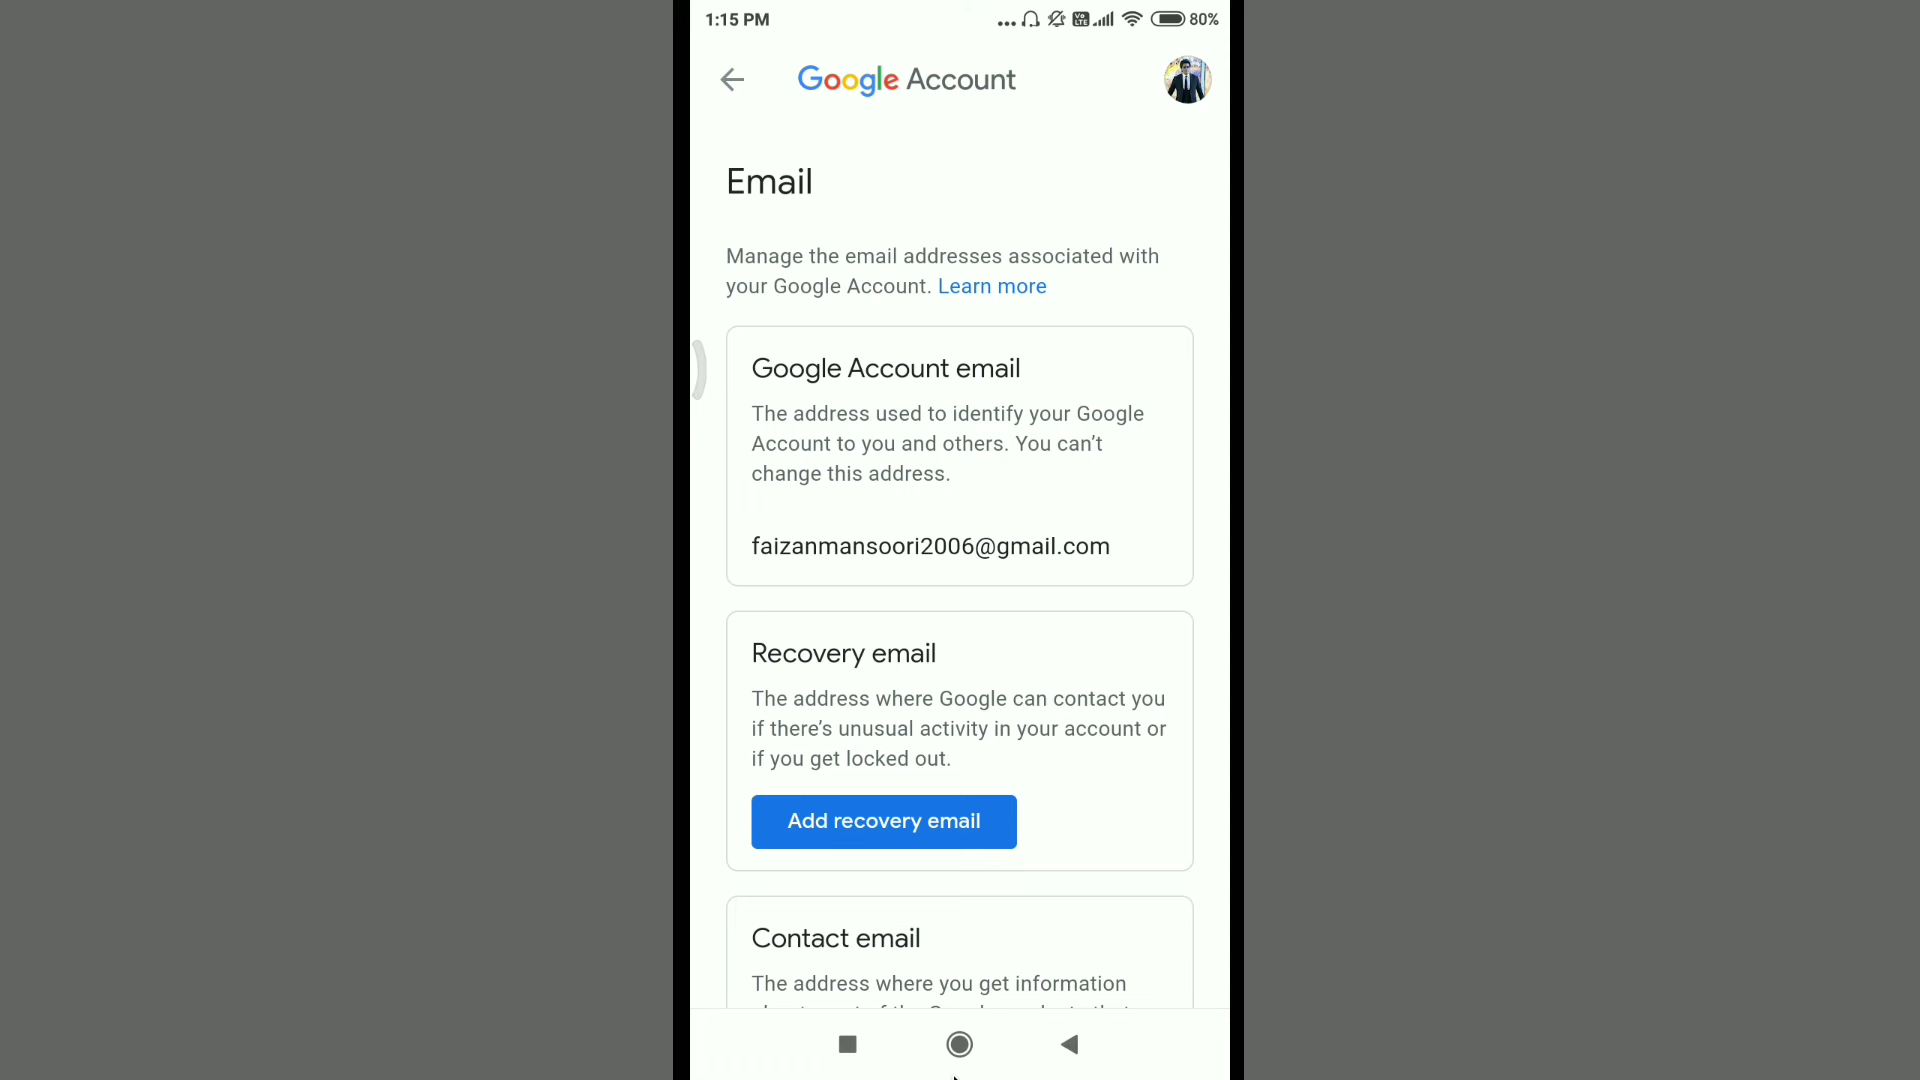 1:15 PM
Vo LTE
80%
Google Account
Email
Manage the email addresses associated with
your Google Account. Learn more
Google Account email
The address used to identify your Google
Account to you and others. You can’t
change this address.
faizanmansoori2006@gmail.com
Recovery email
The address where Google can contact you
if there’s unusual activity in your account or
if you get locked out.
Add recovery email
Contact email
The address where you get information